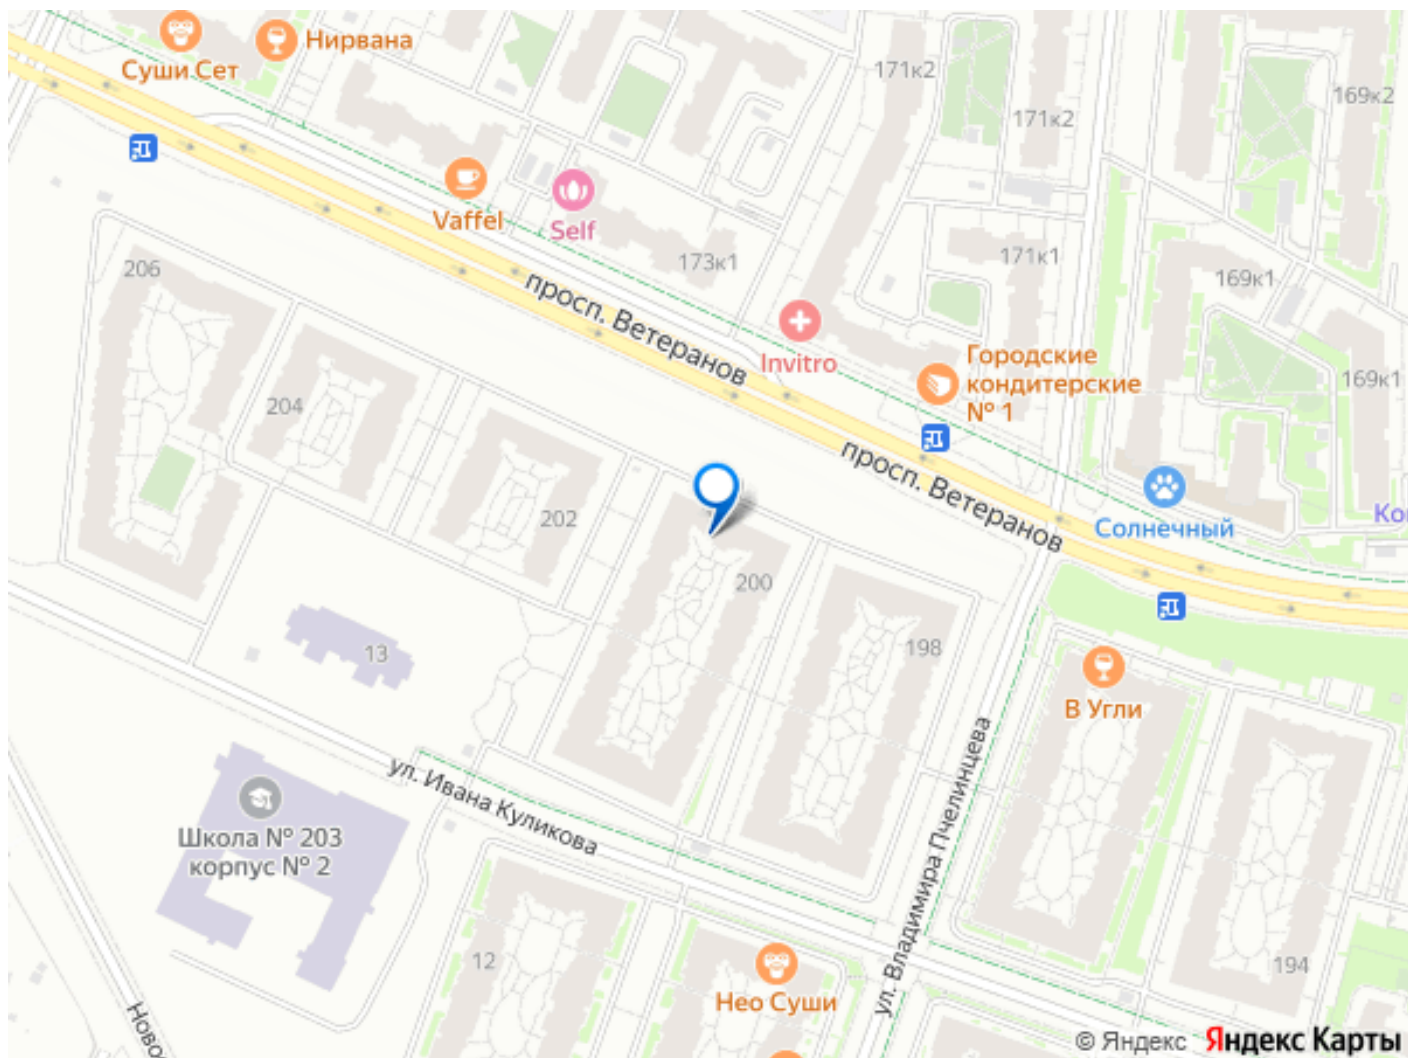 Нирвана
Суши Сет
171к2
169к2
171к2
Vaffel
Self
173к1
171к1
206
169к1
просп. Ветеранов
Invitro
Городские
кондитерские
№ 1
169к1
204
просп. Ветеранов
202
Солнечный
200
198
13
В Угли
ул. Ивана Куликова
ул. Владимира Пчелинцева
Школа № 203
корпус № 2
12
194
Нео Суши
© Яндекс Яндекс Карты